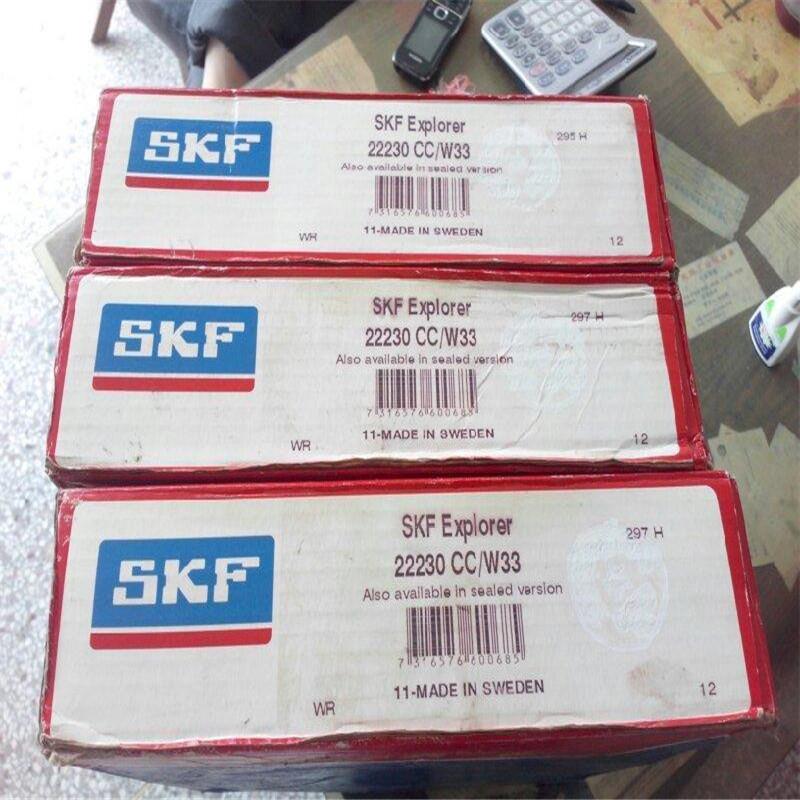 SKF
SKF Explorer
295 H
22230 CC/W33
Also available in sealed version
7 316576 600685
WR
11-MADE IN SWEDEN
12
SKF
SKF Explorer
297 H
22230 CC/W33
Also available in sealed version
7 316576 600685
WR
11-MADE IN SWEDEN
12
SKF
SKF Explorer
297 H
22230 CC/W33
Also available in sealed version
7 316576 600685
WR
11-MADE IN SWEDEN
12